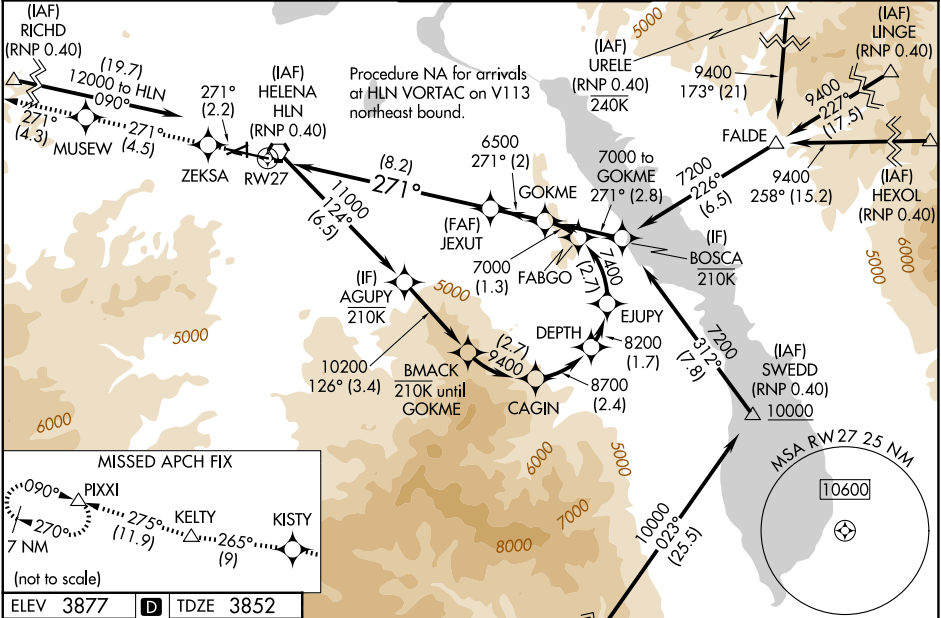 (IAF)
RICHD
(RNP 0.40)
(19.7)
12000 to HLN
090°
271°
(4.3)
MUSEW
271°
(4.5)
271°
(2.2)
ZEKSA
RW27
(IAF)
HELENA
HLN
(RNP 0.40)
Procedure NA for arrivals
at HLN VORTAC on V113
northeast bound.
5000
(IAF)
URELE
(RNP 0.40)
240K
9400
173° (21)
(IAF)
LINGE
(RNP 0.40)
9400
227°
(17.5)
FALDE
9400
258° (15.2)
(IAF)
HEXOL
(RNP 0.40)
7200
226°
(6.5)
(8.2)
271°
6500
271° (2)
GOKME
7000 to
GOKME
271° (2.8)
(FAF)
JEXUT
7000
(1.3)
FABGO
(IF)
BOSCA
210K
6000
5000
11000
124°
(6.5)
(IF)
AGUPY
210K
5000
7400
(2.7)
EJUPY
DEPTH
8200
(1.7)
5000
10200
126° (3.4)
BMACK
210K until
GOKME
(2.7)
9400
CAGIN
8700
(2.4)
7200
312°
(7.8)
(IAF)
SWEDD
(RNP 0.40)
10000
6000
6000
5000
7000
8000
10000
023°
(25.5)
MSA RW27 25 NM
10600
MISSED APCH FIX
090°
PIXXI
270°
7 NM
275°
(11.9)
KELTY
265°
(9)
KISTY
(not to scale)
ELEV 3877 D TDZE 3852